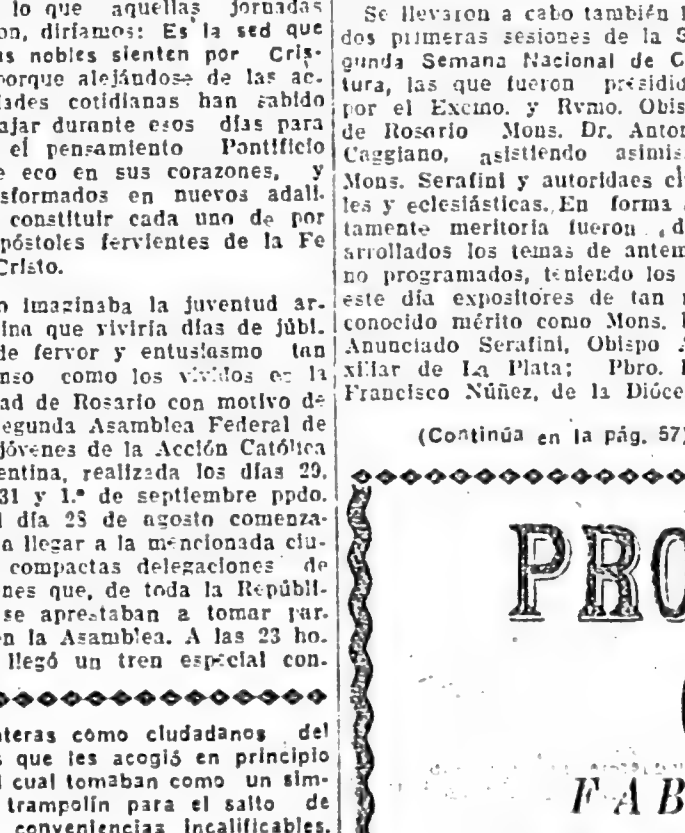 lo que aquellas jornadas
on, diríamos: Es la sed que
as nobles sienten por Cris-
porque alejándose de las ac-
dades cotidianas han sabido
ajar durante esos días para
el pensamiento Pontificio
e eco en sus corazones, y
sformados en nuevos adali-
constituir cada uno de por
póstoles fervientes de la Fe
Cristo.
o imaginaba la juventud ar-
ina que viviría días de júbi-
de fervor y entusiasmo tan
nso como los vividos en la
ad de Rosario con motivo de
egunda Asamblea Federal de
jóvenes de la Acción Católica
entina, realizada los días 29,
31 y 1.º de septiembre ppdo.
l día 28 de agosto comenza-
a llegar a la mencionada ciu-
compactas delegaciones de
nes que, de toda la Repúbli-
se aprestaban a tomar par-
en la Asamblea. A las 23 ho-
llegó un tren especial con-
nteras como ciudadanos del
s que les acogió en principio
l cual tomaban como un sim-
trampolín para el salto de
conveniencias incalificables.
Se llevaron a cabo también l
dos primeras sesiones de la S
gunda Semana Nacional de C
tura, las que fueron presidid
por el Excmo. y Rvmo. Obis
de Rosario Mons. Dr. Anton
Caggiano, asistiendo asimis
Mons. Serafini y autoridaes ci
les y eclesiásticas. En forma
tamente meritoria fueron d
arrollados los temas de antem
no programados, teniendo los
este día expositores de tan
conocido mérito como Mons.
Anunciado Serafini, Obispo A
xiliar de La Plata; Pbro.
Francisco Núñez, de la Dióce
(Continúa en la pág. 57)
PRO
FAB